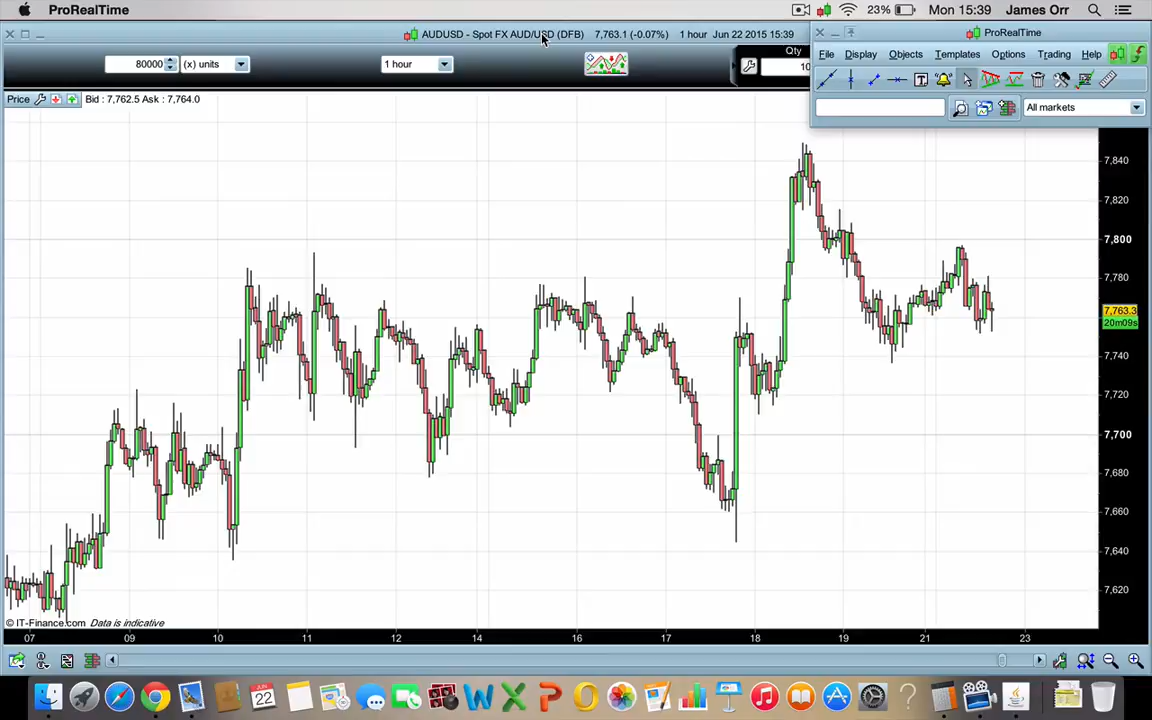 ProRealTime
23%
Mon 15:39
James Orr
AUDUSD - Spot FX AUD/USD (DFB) 7,763.1 (-0.07%) 1 hour Jun 22 2015 15:39
ProRealTime
80000 (x) units
1 hour
Qty
10
File Display Objects Templates Options Trading Help
All markets
Price
Bid : 7,762.5 Ask : 7,764.0
7,840
7,820
7,800
7,780
7,763.3
20m09s
7,740
7,720
7,700
7,680
7,660
7,640
7,620
© IT-Finance.com Data is indicative
07 09 10 11 12 14 16 17 18 19 21 23
JUN
22